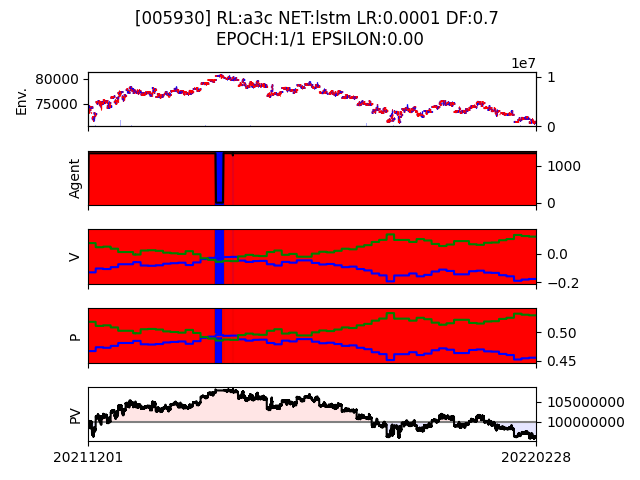 [005930] RL:a3c NET:lstm LR:0.0001 DF:0.7
EPOCH:1/1 EPSILON:0.00
1e7
Env.
80000
75000
1
0
Agent
1000
0
V
0.0
−0.2
P
0.50
0.45
PV
105000000
100000000
20211201
20220228